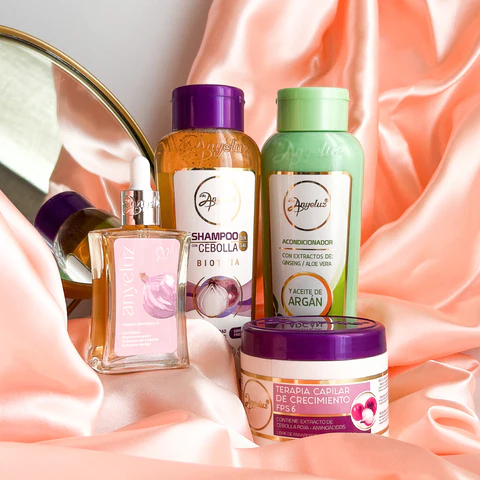 Anyeluz
SHAMPOO
CEBOLLA
BIOTINA
Anyeluz
ACONDICIONADOR
CON EXTRACTOS DE:
GINSENG / ALOE VERA
Y ACEITE DE
ARGÁN
anyeluz
Anyeluz
TERAPIA CAPILAR
DE CRECIMIENTO
FPS 6
CONTIENE EXTRACTO DE
CEBOLLA ROJA - AMINOÁCIDOS